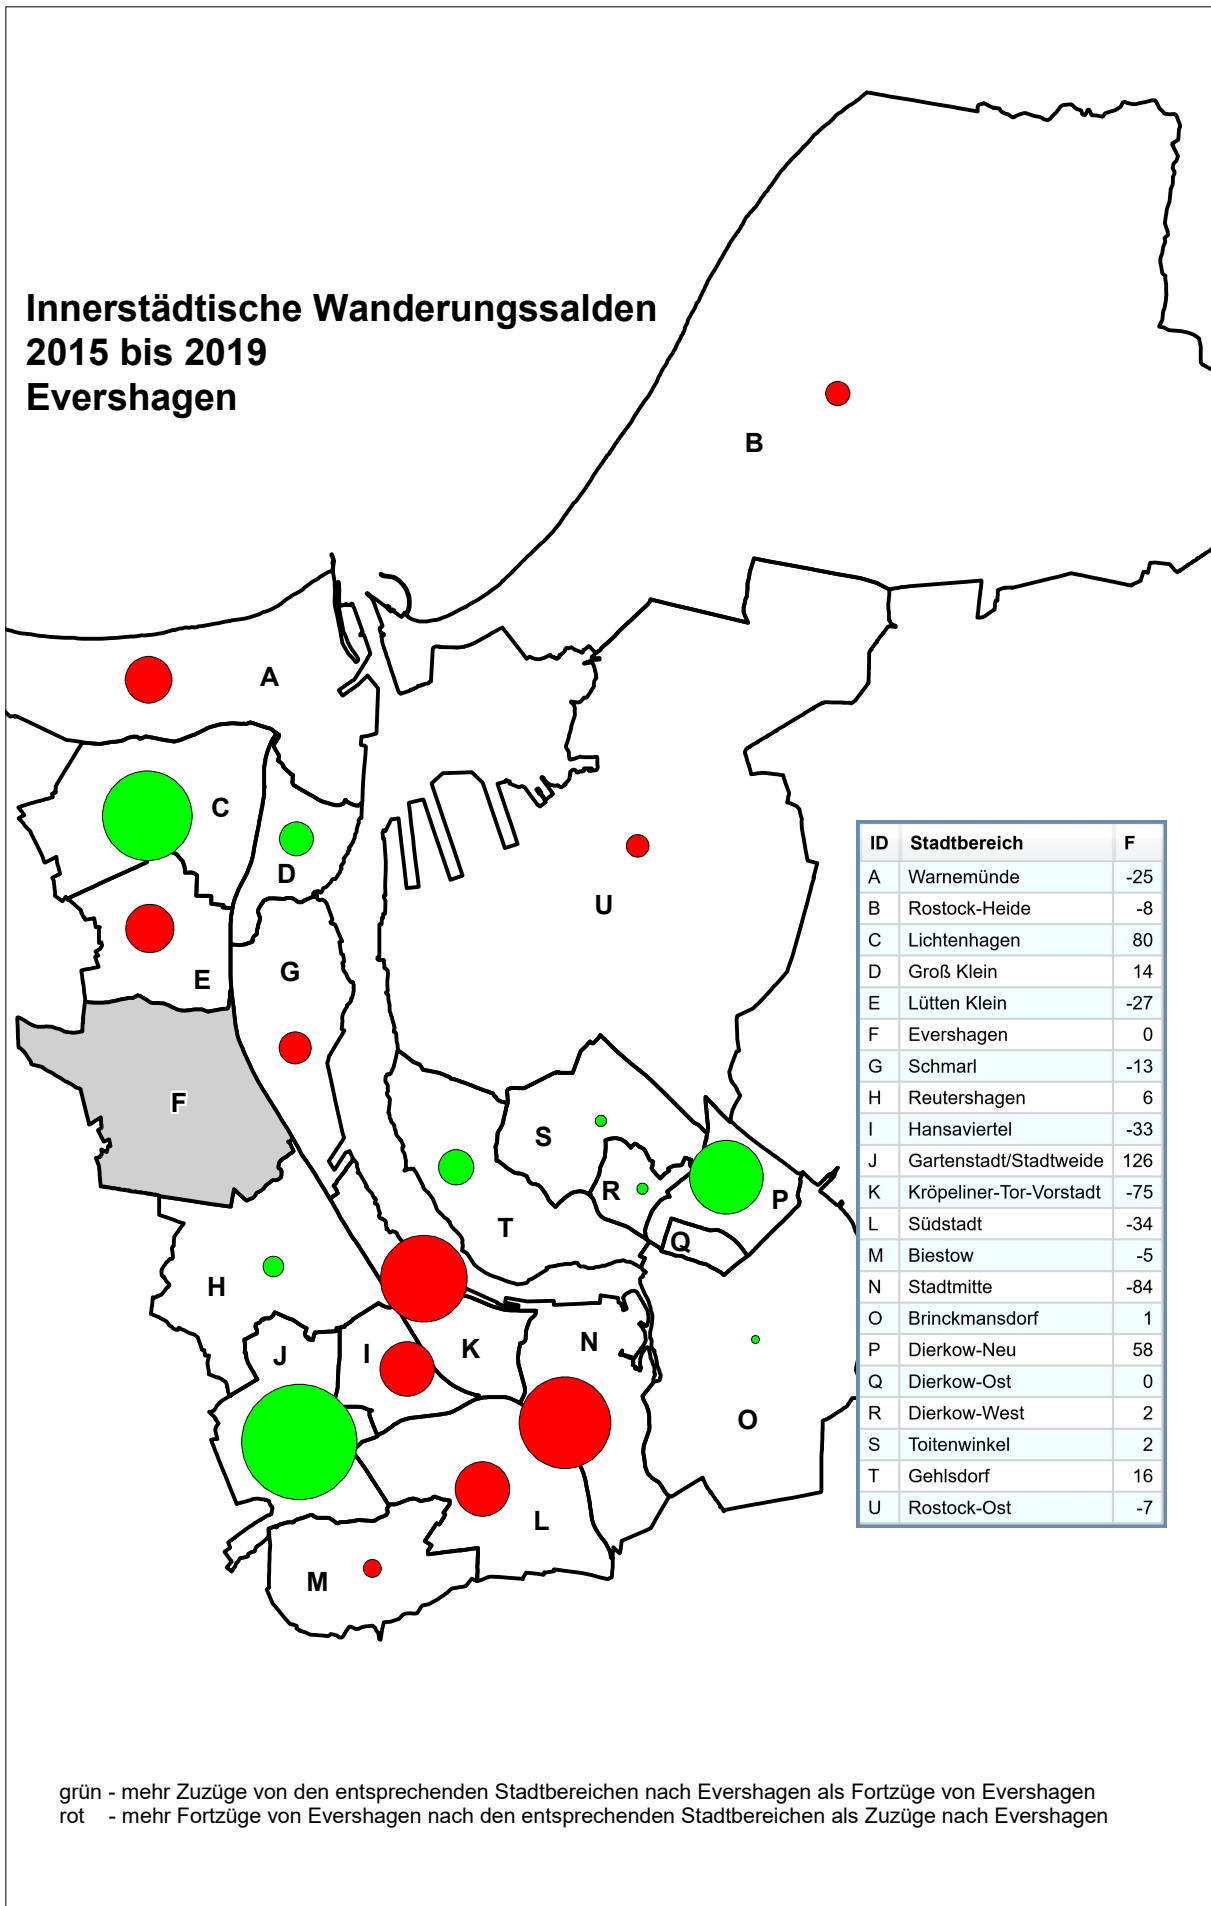 Innerstädtische Wanderungssalden
2015 bis 2019
Evershagen
B
A
C
D
E
G
U
F
S
R
P
Q
T
H
J
I
K
N
O
L
M
ID Stadtbereich F
A Warnemünde -25
B Rostock-Heide -8
C Lichtenhagen 80
D Groß Klein 14
E Lütten Klein -27
F Evershagen 0
G Schmarl -13
H Reutershagen 6
I Hansaviertel -33
J Gartenstadt/Stadtweide 126
K Kröpeliner-Tor-Vorstadt -75
L Südstadt -34
M Biestow -5
N Stadtmitte -84
O Brinckmansdorf 1
P Dierkow-Neu 58
Q Dierkow-Ost 0
R Dierkow-West 2
S Toitenwinkel 2
T Gehlsdorf 16
U Rostock-Ost -7
grün - mehr Zuzüge von den entsprechenden Stadtbereichen nach Evershagen als Fortzüge von Evershagen
rot - mehr Fortzüge von Evershagen nach den entsprechenden Stadtbereichen als Zuzüge nach Evershagen